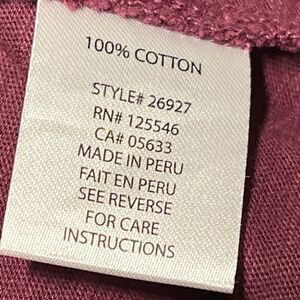 100% COTTON
STYLE# 26927
RN# 125546
CA# 05633
MADE IN PERU
FAIT EN PERU
SEE REVERSE
FOR CARE
INSTRUCTIONS